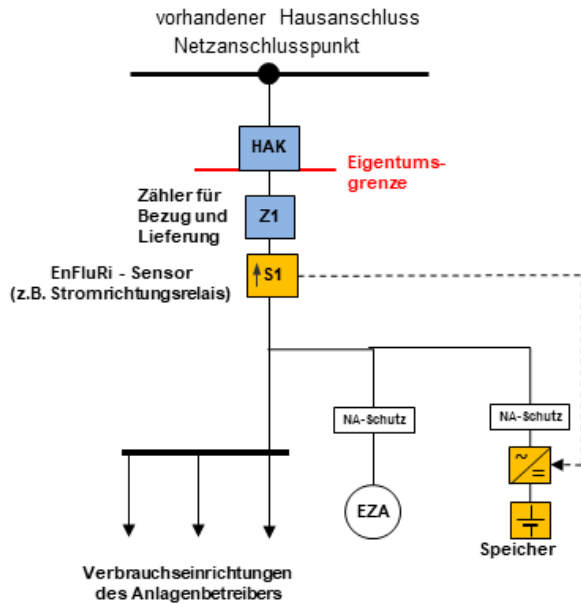 vorhandener Hausanschluss
Netzanschlusspunkt
HAK
Eigentums-
grenze
Zähler für
Bezug und
Lieferung
Z1
EnFluRi - Sensor
(z.B. Stromrichtungsrelais)
S1
NA-Schutz
NA-Schutz
EZA
Speicher
Verbrauchseinrichtungen
des Anlagenbetreibers